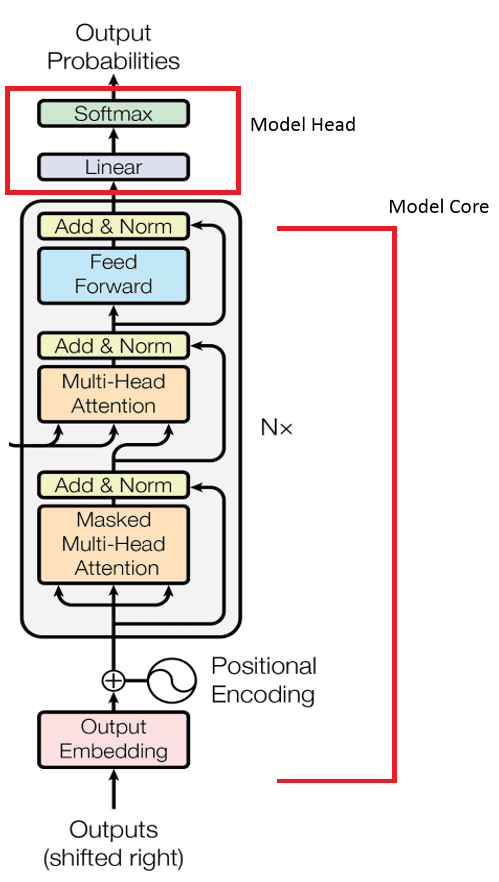 Output
Probabilities
Softmax
Model Head
Linear
Model Core
Add & Norm
Feed
Forward
Add & Norm
Multi-Head
Attention
N×
Add & Norm
Masked
Multi-Head
Attention
Positional
Encoding
Output
Embedding
Outputs
(shifted right)